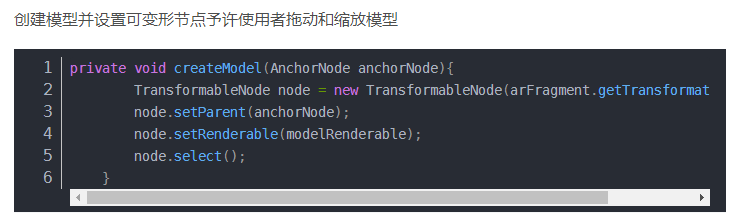 创建模型并设置可变形节点予许使用者拖动和缩放模型
1 private void createModel(AnchorNode anchorNode){
2 TransformableNode node = new TransformableNode(arFragment.getTransformat
3 node.setParent(anchorNode);
4 node.setRenderable(modelRenderable);
5 node.select();
6 }